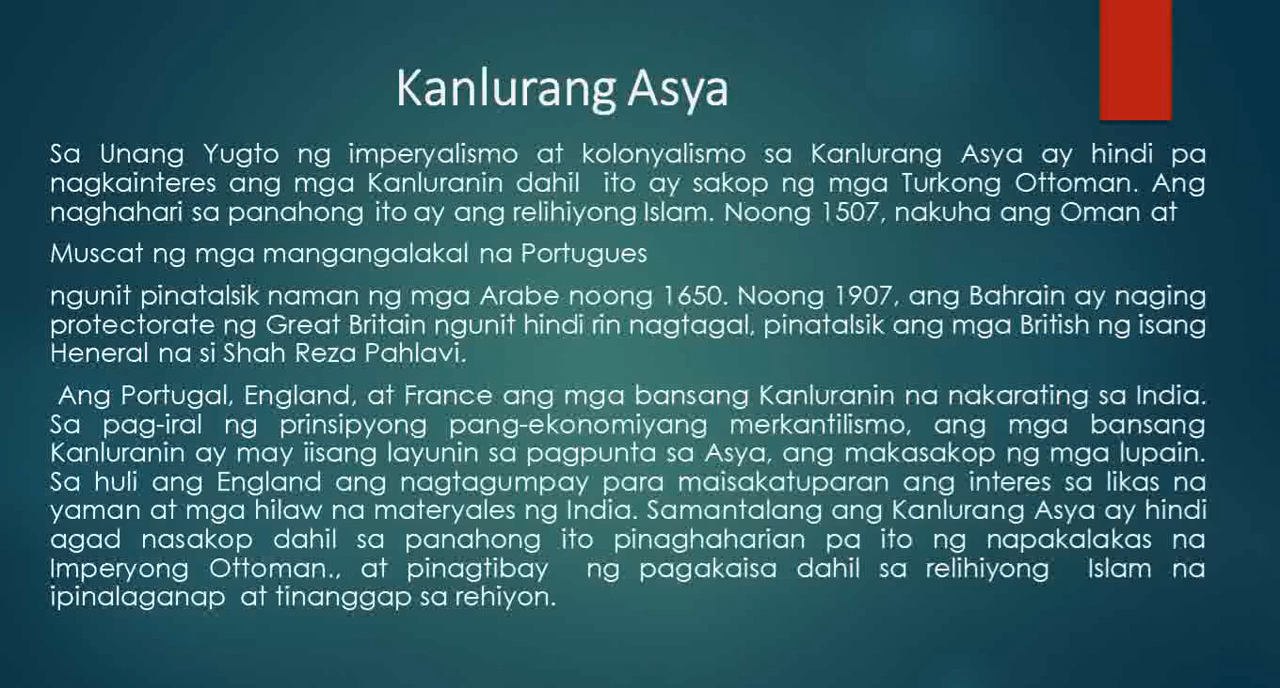 Kanlurang Asya
Sa Unang Yugto ng imperyalismo at kolonyalismo sa Kanlurang Asya ay hindi pa
nagkainteres ang mga Kanluranin dahil ito ay sakop ng mga Turkong Ottoman. Ang
naghahari sa panahong ito ay ang relihiyong Islam. Noong 1507, nakuha ang Oman at
Muscat ng mga mangangalakal na Portugues
ngunit pinatalsik naman ng mga Arabe noong 1650. Noong 1907, ang Bahrain ay naging
protectorate ng Great Britain ngunit hindi rin nagtagal, pinatalsik ang mga British ng isang
Heneral na si Shah Reza Pahlavi.
Ang Portugal, England, at France ang mga bansang Kanluranin na nakarating sa India.
Sa pag-iral ng prinsipyong pang-ekonomiyang merkantilismo, ang mga bansang
Kanluranin ay may iisang layunin sa pagpunta sa Asya, ang makasakop ng mga lupain.
Sa huli ang England ang nagtagumpay para maisakatuparan ang interes sa likas na
yaman at mga hilaw na materyales ng India. Samantalang ang Kanlurang Asya ay hindi
agad nasakop dahil sa panahong ito pinaghaharian pa ito ng napakalakas na
Imperyong Ottoman., at pinagtibay ng pagakaisa dahil sa relihiyong Islam na
ipinalaganap at tinanggap sa rehiyon.